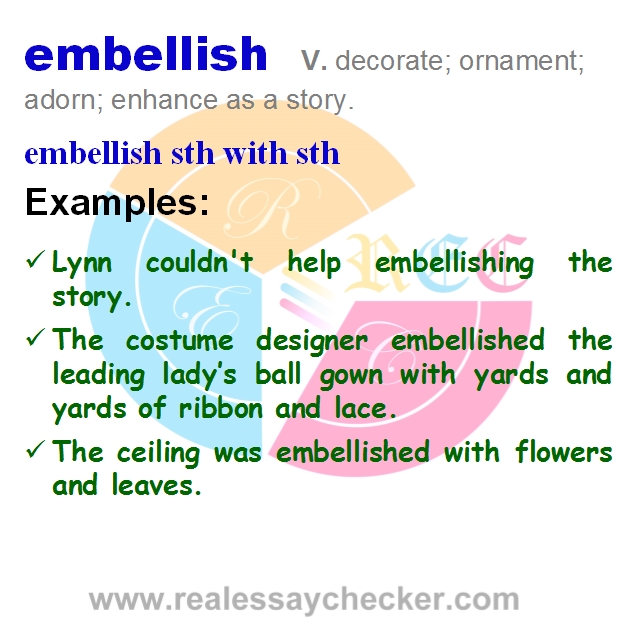 embellish V. decorate; ornament;
adorn; enhance as a story.
embellish sth with sth
Examples:
✓ Lynn couldn't help embellishing the
story.
✓ The costume designer embellished the
leading lady’s ball gown with yards and
yards of ribbon and lace.
✓ The ceiling was embellished with flowers
and leaves.
R
RECC
E
C
www.realessaychecker.com